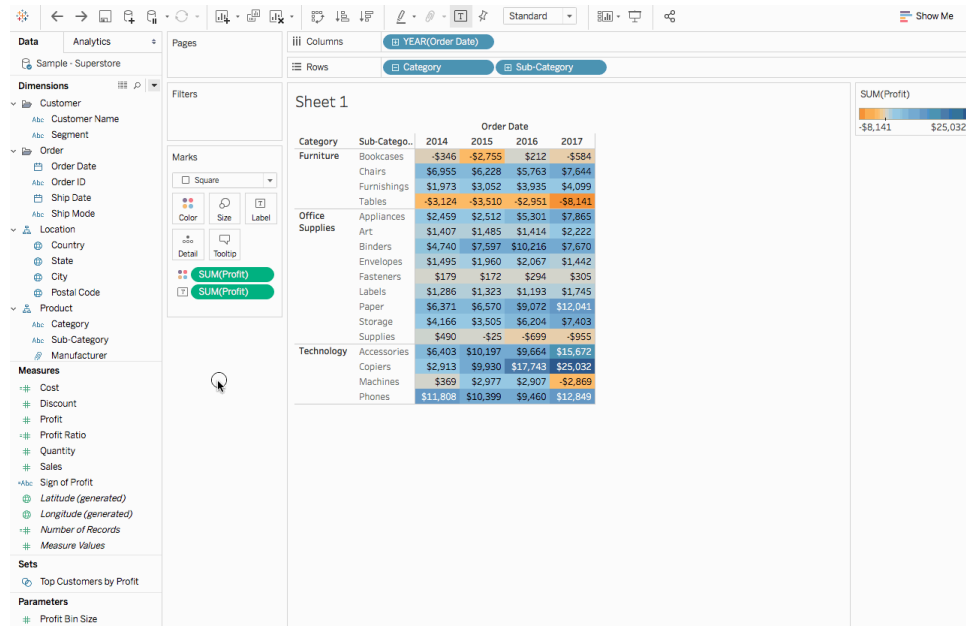 Standard
Show Me
Data Analytics
Sample - Superstore
Dimensions
Customer
Abc Customer Name
Abc Segment
Order
Order Date
Abc Order ID
Ship Date
Abc Ship Mode
Location
Country
State
City
Postal Code
Product
Abc Category
Abc Sub-Category
Manufacturer
Measures
=# Cost
# Discount
# Profit
=# Profit Ratio
# Quantity
# Sales
=Abc Sign of Profit
Latitude (generated)
Longitude (generated)
=# Number of Records
# Measure Values
Sets
Top Customers by Profit
Parameters
# Profit Bin Size
Pages
Filters
Marks
Square
Color Size Label
Detail Tooltip
SUM(Profit)
SUM(Profit)
Columns YEAR(Order Date)
Rows Category Sub-Category
Sheet 1
Order Date
Category Sub-Catego.. 2014 2015 2016 2017
Furniture Bookcases -$346 -$2,755 $212 -$584
Chairs $6,955 $6,228 $5,763 $7,644
Furnishings $1,973 $3,052 $3,935 $4,099
Tables -$3,124 -$3,510 -$2,951 -$8,141
Office Appliances $2,459 $2,512 $5,301 $7,865
Supplies Art $1,407 $1,485 $1,414 $2,222
Binders $4,740 $7,597 $10,216 $7,670
Envelopes $1,495 $1,960 $2,067 $1,442
Fasteners $179 $172 $294 $305
Labels $1,286 $1,323 $1,193 $1,745
Paper $6,371 $6,570 $9,072 $12,041
Storage $4,166 $3,505 $6,204 $7,403
Supplies $490 -$25 -$699 -$955
Technology Accessories $6,403 $10,197 $9,664 $15,672
Copiers $2,913 $9,930 $17,743 $25,032
Machines $369 $2,977 $2,907 -$2,869
Phones $11,808 $10,399 $9,460 $12,849
SUM(Profit)
-$8,141 $25,032